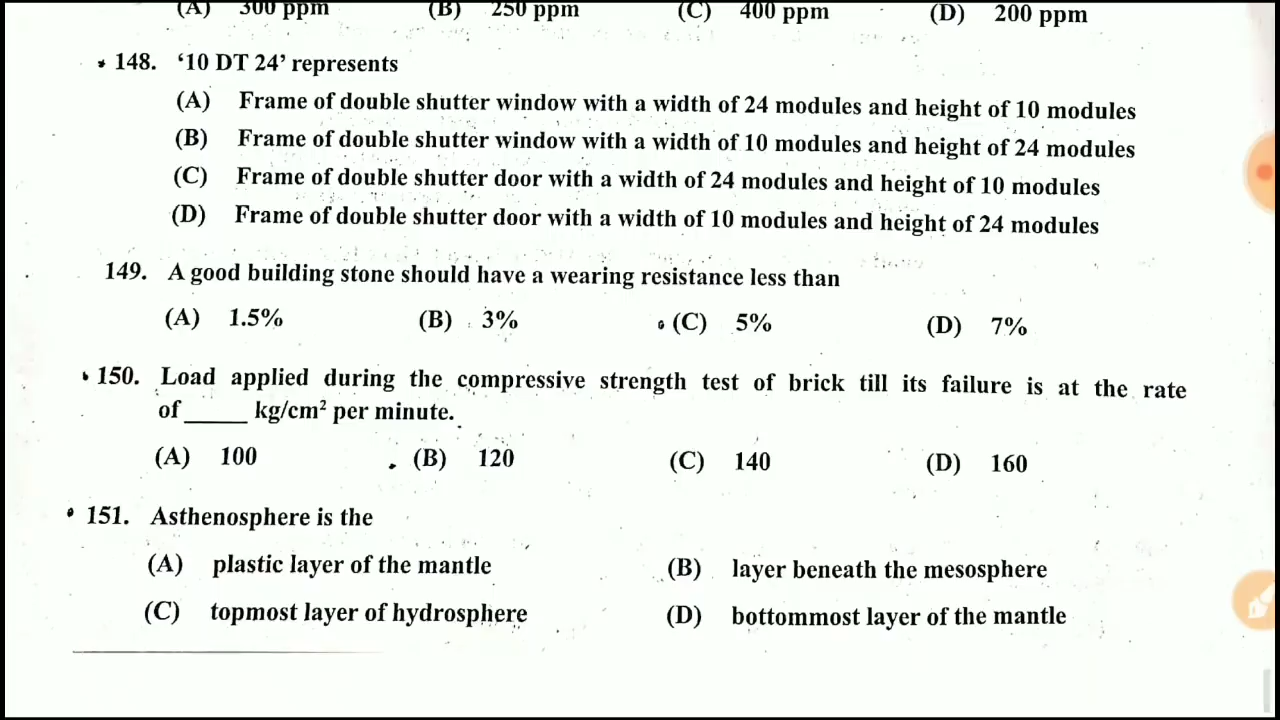 (A) 300 ppm (B) 250 ppm (C) 400 ppm (D) 200 ppm
148. ‘10 DT 24’ represents
(A) Frame of double shutter window with a width of 24 modules and height of 10 modules
(B) Frame of double shutter window with a width of 10 modules and height of 24 modules
(C) Frame of double shutter door with a width of 24 modules and height of 10 modules
(D) Frame of double shutter door with a width of 10 modules and height of 24 modules
149. A good building stone should have a wearing resistance less than
(A) 1.5% (B) 3% (C) 5% (D) 7%
150. Load applied during the compressive strength test of brick till its failure is at the rate
of _____ kg/cm² per minute.
(A) 100 (B) 120 (C) 140 (D) 160
151. Asthenosphere is the
(A) plastic layer of the mantle (B) layer beneath the mesosphere
(C) topmost layer of hydrosphere (D) bottommost layer of the mantle